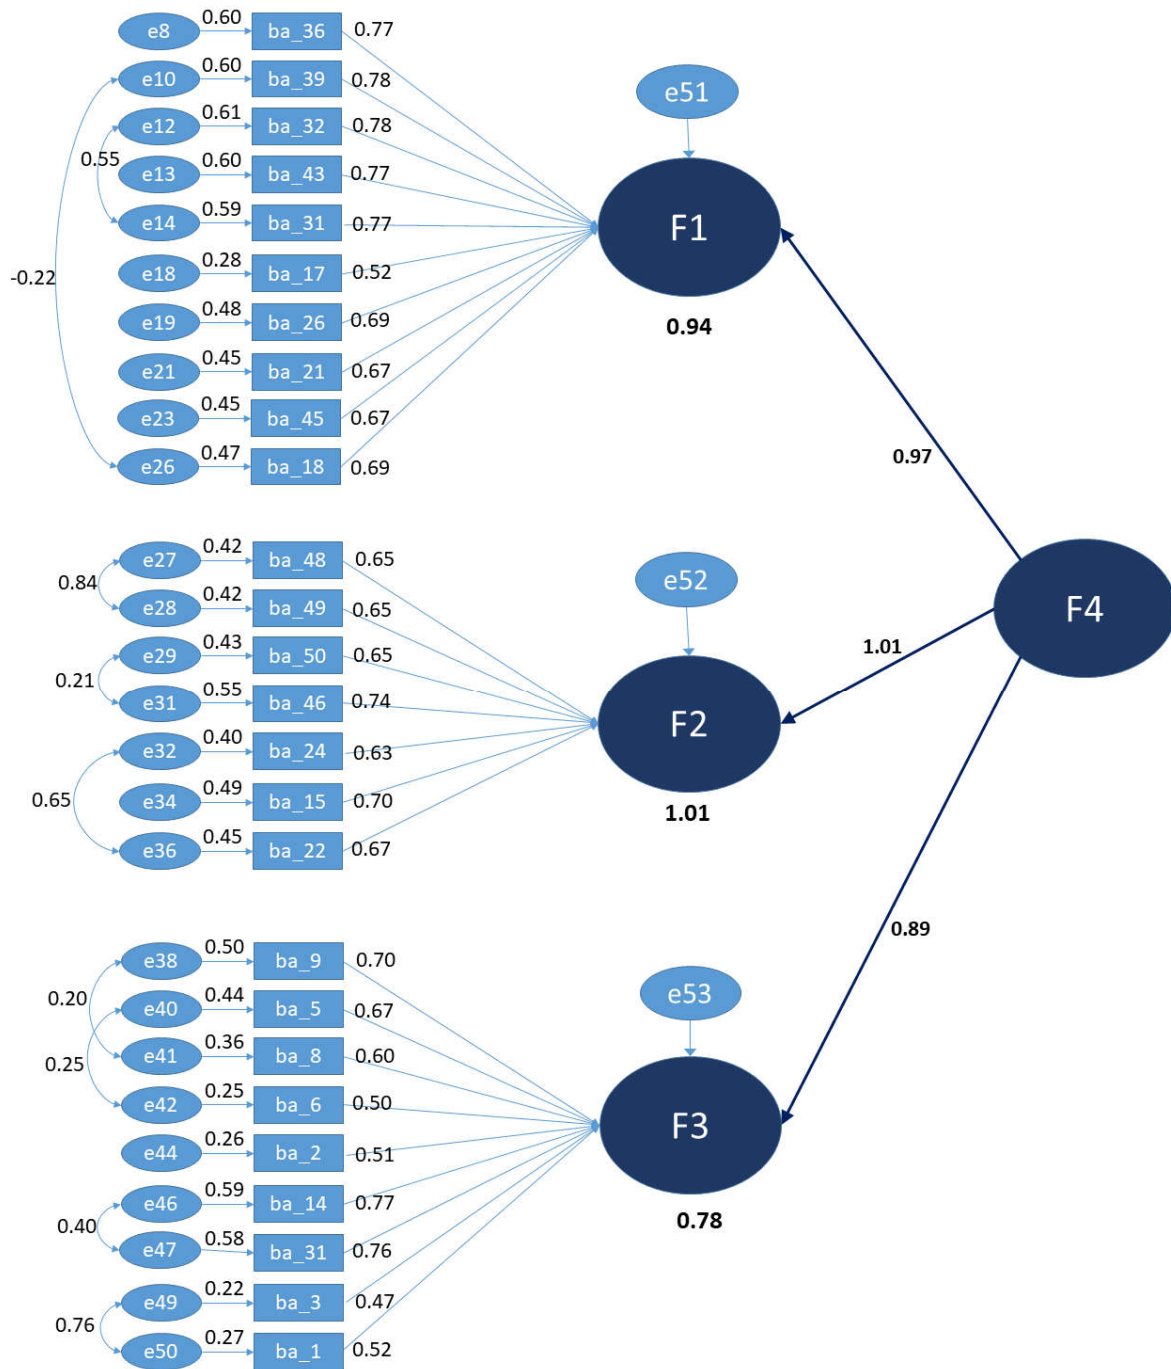 e8 0.60 ba_36 0.77
e10 0.60 ba_39 0.78
e51
e12 0.61 ba_32 0.78
0.55
e13 0.60 ba_43 0.77
e14 0.59 ba_31 0.77
F1
-0.22
e18 0.28 ba_17 0.52
e19 0.48 ba_26 0.69
0.94
e21 0.45 ba_21 0.67
e23 0.45 ba_45 0.67
e26 0.47 ba_18 0.69
0.97
e27 0.42 ba_48 0.65
0.84
e52
e28 0.42 ba_49 0.65
F4
e29 0.43 ba_50 0.65
0.21
1.01
e31 0.55 ba_46 0.74
F2
e32 0.40 ba_24 0.63
0.65
e34 0.49 ba_15 0.70
1.01
e36 0.45 ba_22 0.67
0.89
e38 0.50 ba_9 0.70
0.20
e53
e40 0.44 ba_5 0.67
e41 0.36 ba_8 0.60
0.25
e42 0.25 ba_6 0.50
F3
e44 0.26 ba_2 0.51
e46 0.59 ba_14 0.77
0.40
0.78
e47 0.58 ba_31 0.76
e49 0.22 ba_3 0.47
0.76
e50 0.27 ba_1 0.52